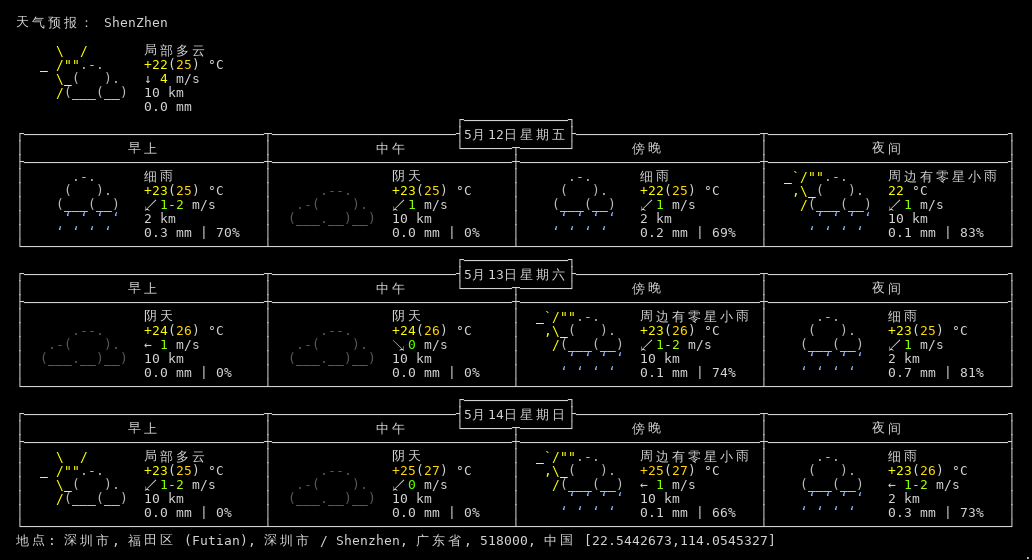 天气预报: ShenZhen
局部多云
+22(25) °C
↓ 4 m/s
10 km
0.0 mm
5月12日星期五
早上 中午 傍晚 夜间
细雨 阴天 细雨 周边有零星小雨
+23(25) °C +23(25) °C +22(25) °C 22 °C
↙1-2 m/s ↙1 m/s ↙1 m/s ↙1 m/s
2 km 10 km 2 km 10 km
0.3 mm | 70% 0.0 mm | 0% 0.2 mm | 69% 0.1 mm | 83%
5月13日星期六
早上 中午 傍晚 夜间
阴天 阴天 周边有零星小雨 细雨
+24(26) °C +24(26) °C +23(26) °C +23(25) °C
← 1 m/s ↘0 m/s ↙1-2 m/s ↙1 m/s
10 km 10 km 10 km 2 km
0.0 mm | 0% 0.0 mm | 0% 0.1 mm | 74% 0.7 mm | 81%
5月14日星期日
早上 中午 傍晚 夜间
局部多云 阴天 周边有零星小雨 细雨
+23(25) °C +25(27) °C +25(27) °C +23(26) °C
↙1-2 m/s ↙0 m/s ← 1 m/s ← 1-2 m/s
10 km 10 km 10 km 2 km
0.0 mm | 0% 0.0 mm | 0% 0.1 mm | 66% 0.3 mm | 73%
地点: 深圳市, 福田区 (Futian), 深圳市 / Shenzhen, 广东省, 518000, 中国 [22.5442673,114.0545327]